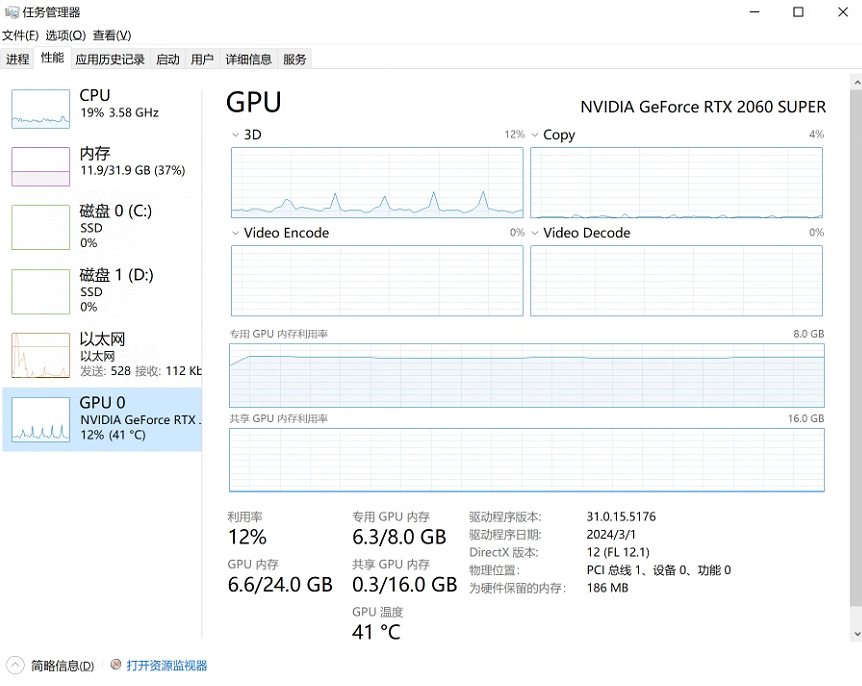 任务管理器
文件(F) 选项(O) 查看(V)
进程 性能 应用历史记录 启动 用户 详细信息 服务
CPU
19% 3.58 GHz
内存
11.9/31.9 GB (37%)
磁盘 0 (C:)
SSD
0%
磁盘 1 (D:)
SSD
0%
以太网
以太网
发送: 528 接收: 112 Kb
GPU 0
NVIDIA GeForce RTX .
12% (41 °C)
GPU
NVIDIA GeForce RTX 2060 SUPER
3D 12%
Copy 4%
Video Encode 0%
Video Decode 0%
专用 GPU 内存利用率 8.0 GB
共享 GPU 内存利用率 16.0 GB
利用率
12%
GPU 内存
6.6/24.0 GB
专用 GPU 内存
6.3/8.0 GB
共享 GPU 内存
0.3/16.0 GB
GPU 温度
41 °C
驱动程序版本: 31.0.15.5176
驱动程序日期: 2024/3/1
DirectX 版本: 12 (FL 12.1)
物理位置: PCI 总线 1、设备 0、功能 0
为硬件保留的内存: 186 MB
简略信息(D) 打开资源监视器